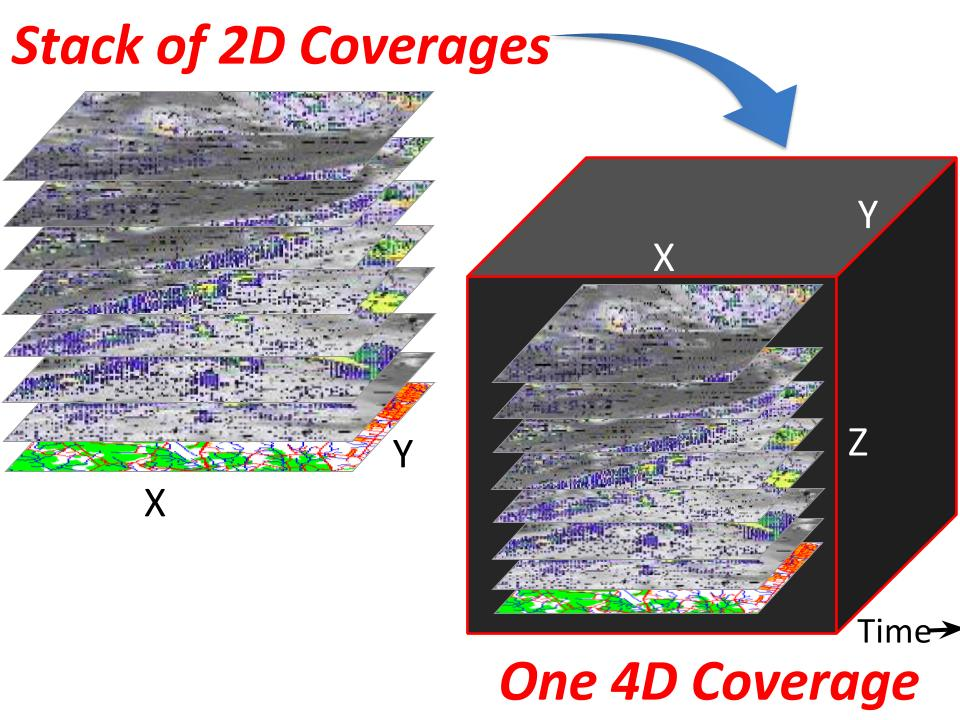 Stack of 2D Coverages
Y
X
Y
X
Z
Time
One 4D Coverage